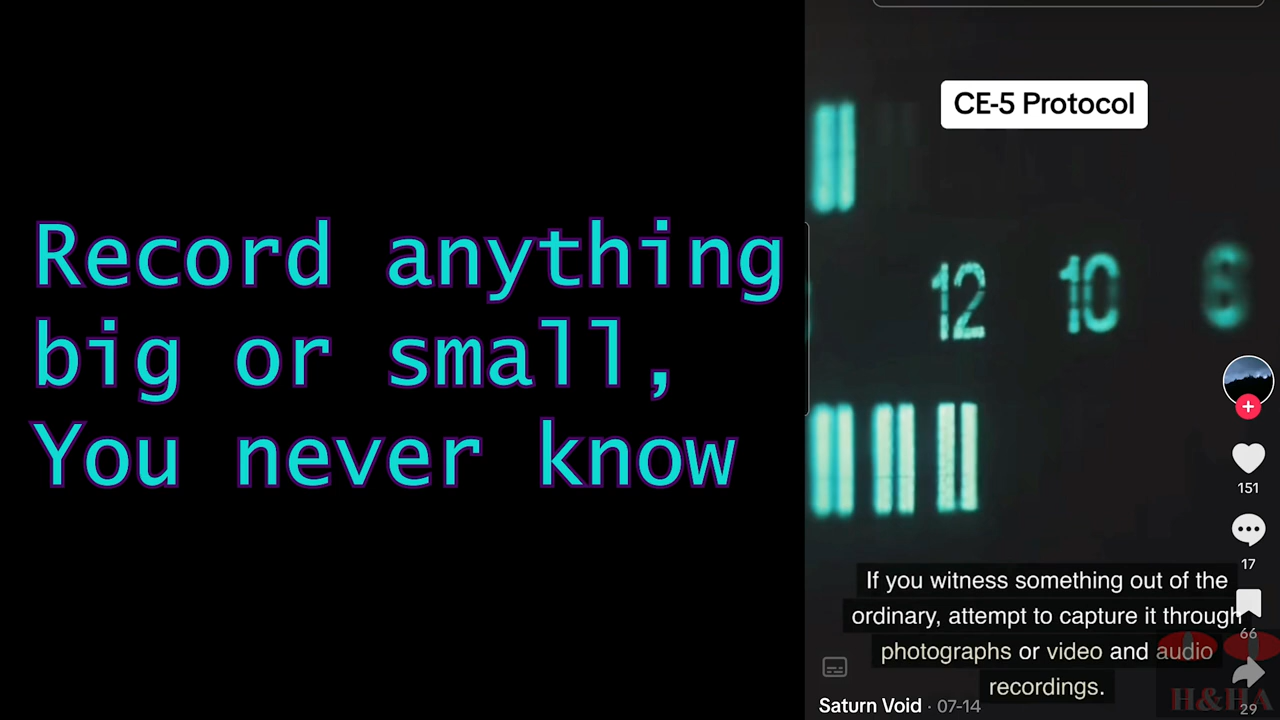 Record anything
big or small,
You never know
CE-5 Protocol
12 10 6
151
17
If you witness something out of the
ordinary, attempt to capture it through
66
photographs or video and audio
recordings.
Saturn Void · 07-14
H&HA
29